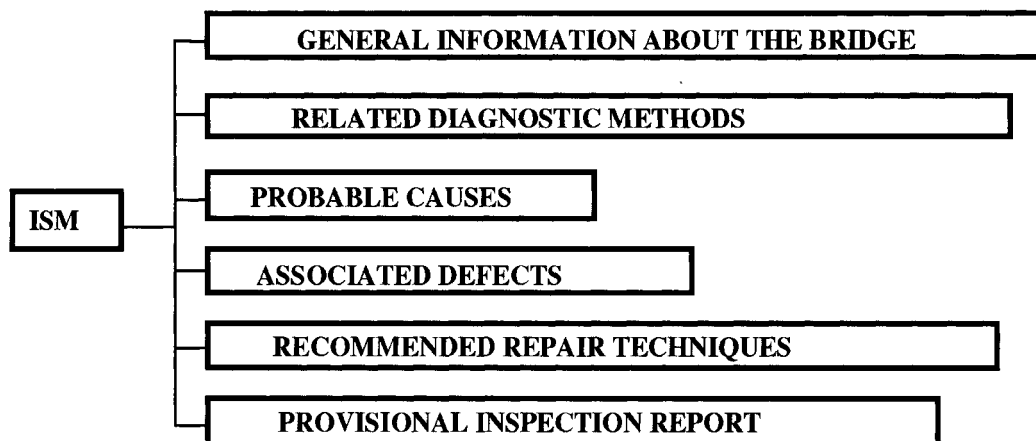 GENERAL INFORMATION ABOUT THE BRIDGE
RELATED DIAGNOSTIC METHODS
PROBABLE CAUSES
ISM
ASSOCIATED DEFECTS
RECOMMENDED REPAIR TECHNIQUES
PROVISIONAL INSPECTION REPORT